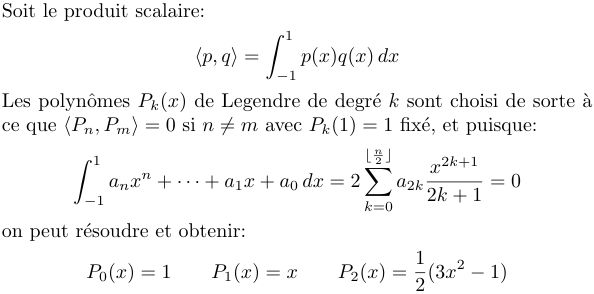 Soit le produit scalaire:
⟨p, q⟩ = ∫_{-1}^{1} p(x)q(x) dx
Les polynômes P_k(x) de Legendre de degré k sont choisi de sorte à
ce que ⟨P_n, P_m⟩ = 0 si n ≠ m avec P_k(1) = 1 fixé, et puisque:
∫_{-1}^{1} a_n x^n + ··· + a_1 x + a_0 dx = 2 ∑_{k=0}^{⌊n/2⌋} a_{2k} \frac{x^{2k+1}}{2k+1} = 0
on peut résoudre et obtenir:
P_0(x) = 1 P_1(x) = x P_2(x) = \frac{1}{2}(3x^2 − 1)